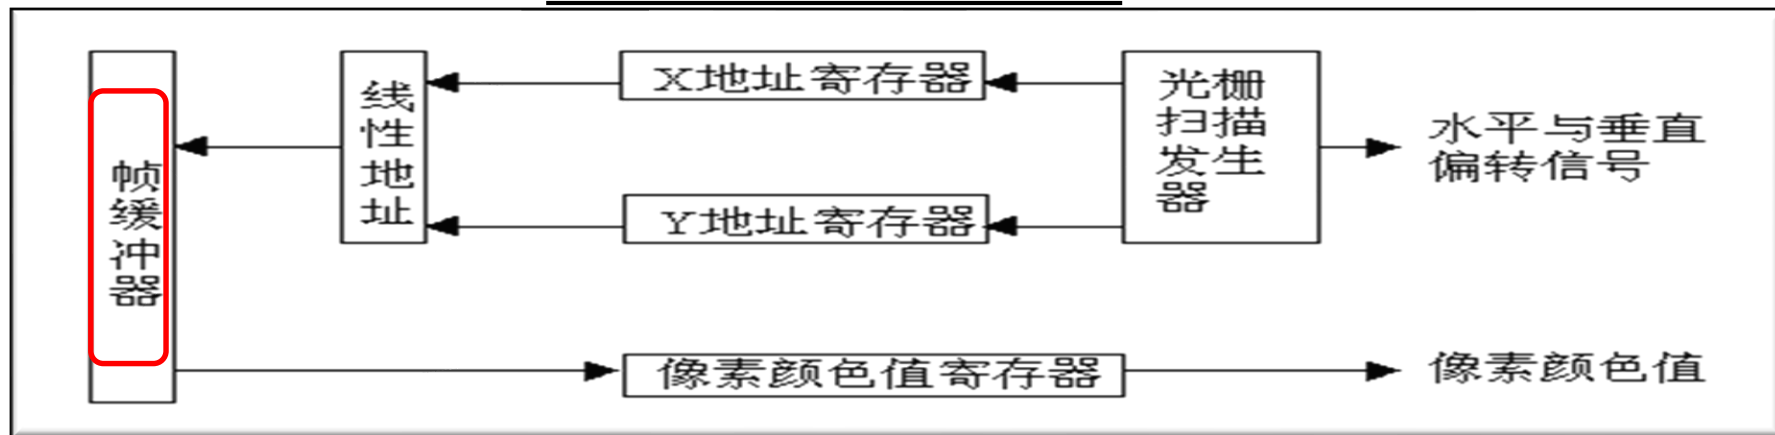 帧缓冲器
线性地址
X地址寄存器
Y地址寄存器
光栅扫描发生器
水平与垂直
偏转信号
像素颜色值寄存器
像素颜色值